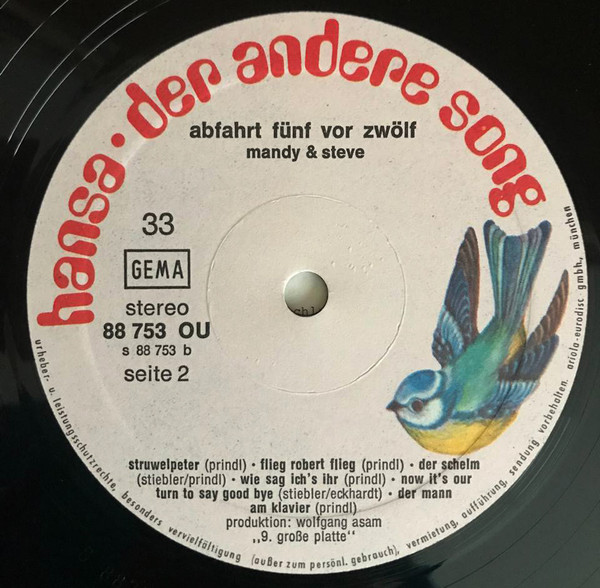 hansa · der andere song
abfahrt fünf vor zwölf
mandy & steve
33
GEMA
stereo
88 753 OU
s 88 753 b
seite 2
struwelpeter (prindl) · flieg robert flieg (prindl) · der schelm
(stiebler/prindl) · wie sag ich's ihr (prindl) · now it's our
turn to say good bye (stiebler/eckhardt) · der mann
am klavier (prindl)
produktion: wolfgang asam
„9. große platte“
urheber- u. leistungsschutzrechte, besonders vervielfältigung (außer zum persönl. gebrauch), vermietung, aufführung, sendung vorbehalten. ariola-eurodisc gmbh., münchen